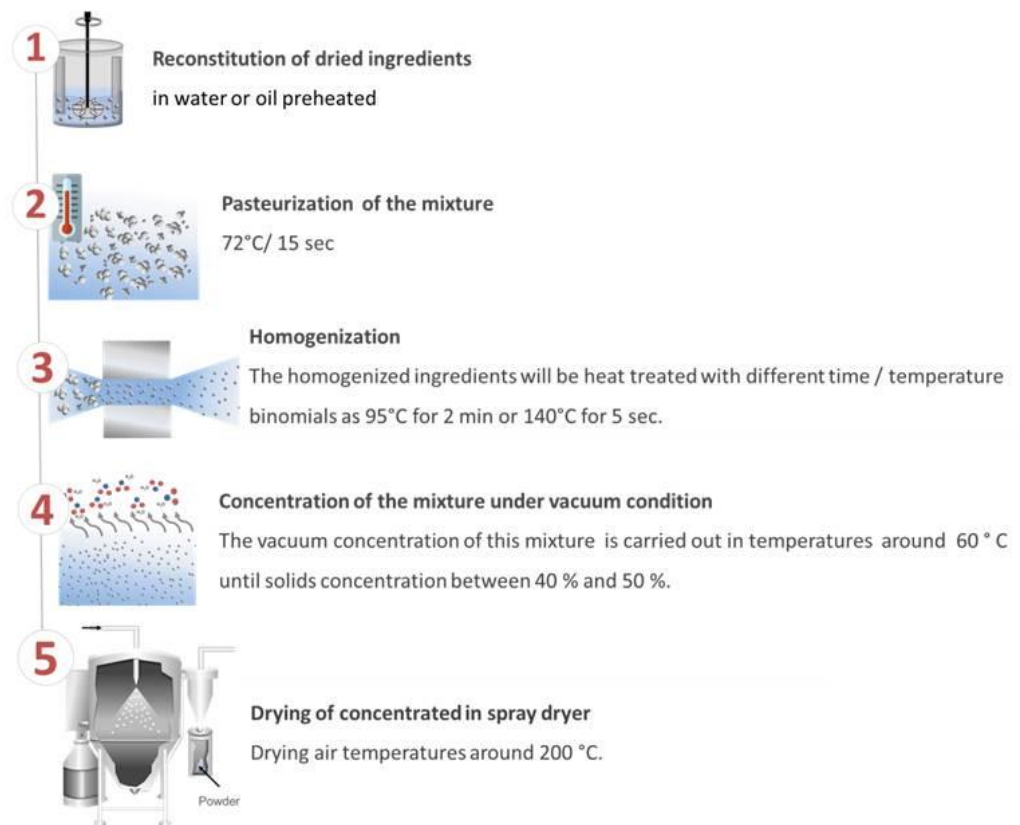 1
Reconstitution of dried ingredients
in water or oil preheated
2
Pasteurization of the mixture
72°C/ 15 sec
3
Homogenization
The homogenized ingredients will be heat treated with different time / temperature
binomials as 95°C for 2 min or 140°C for 5 sec.
4
Concentration of the mixture under vacuum condition
The vacuum concentration of this mixture is carried out in temperatures around 60 ° C
until solids concentration between 40 % and 50 %.
5
Drying of concentrated in spray dryer
Drying air temperatures around 200 °C.
Powder